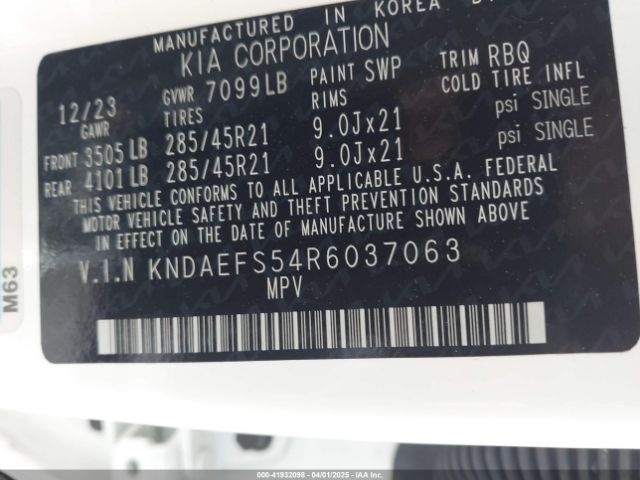 MANUFACTURED IN KOREA
KIA CORPORATION
12/23 GVWR 7099LB PAINT SWP TRIM RBQ
GAWR TIRES RIMS COLD TIRE INFL
FRONT 3505 LB 285/45R21 9.0Jx21 psi SINGLE
REAR 4101 LB 285/45R21 9.0Jx21 psi SINGLE
THIS VEHICLE CONFORMS TO ALL APPLICABLE U.S.A. FEDERAL
MOTOR VEHICLE SAFETY AND THEFT PREVENTION STANDARDS
IN EFFECT ON THE DATE OF MANUFACTURE SHOWN ABOVE
V.I.N KNDAEFS54R6037063
MPV
M63
000-41932098 - 04/01/2025 - IAAI Copyright